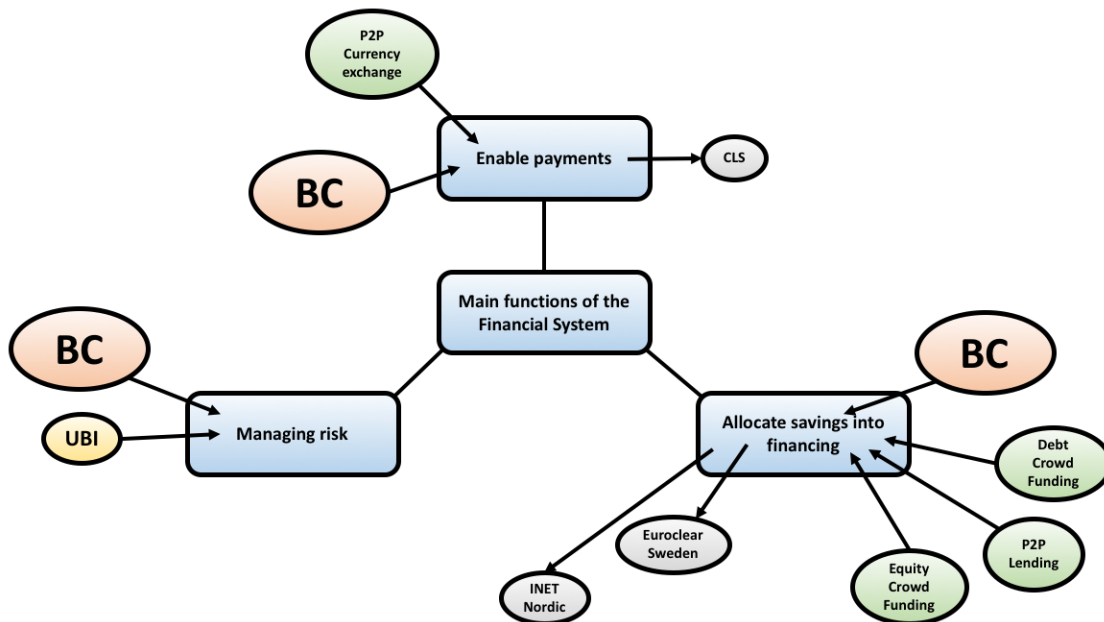 P2P
Currency
exchange
Enable payments
CLS
BC
Main functions of the
Financial System
BC
BC
UBI
Managing risk
Allocate savings into
financing
Debt
Crowd
Funding
Euroclear
Sweden
P2P
Lending
INET
Nordic
Equity
Crowd
Funding